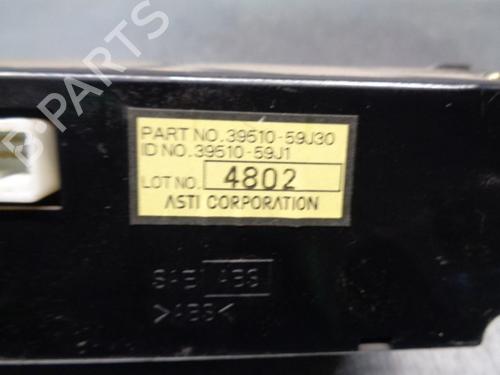 B-PARTS
PART NO. 39510-59J30
ID NO. 39510-59J1
LOT NO. 4802
ASTI CORPORATION
>ABS<